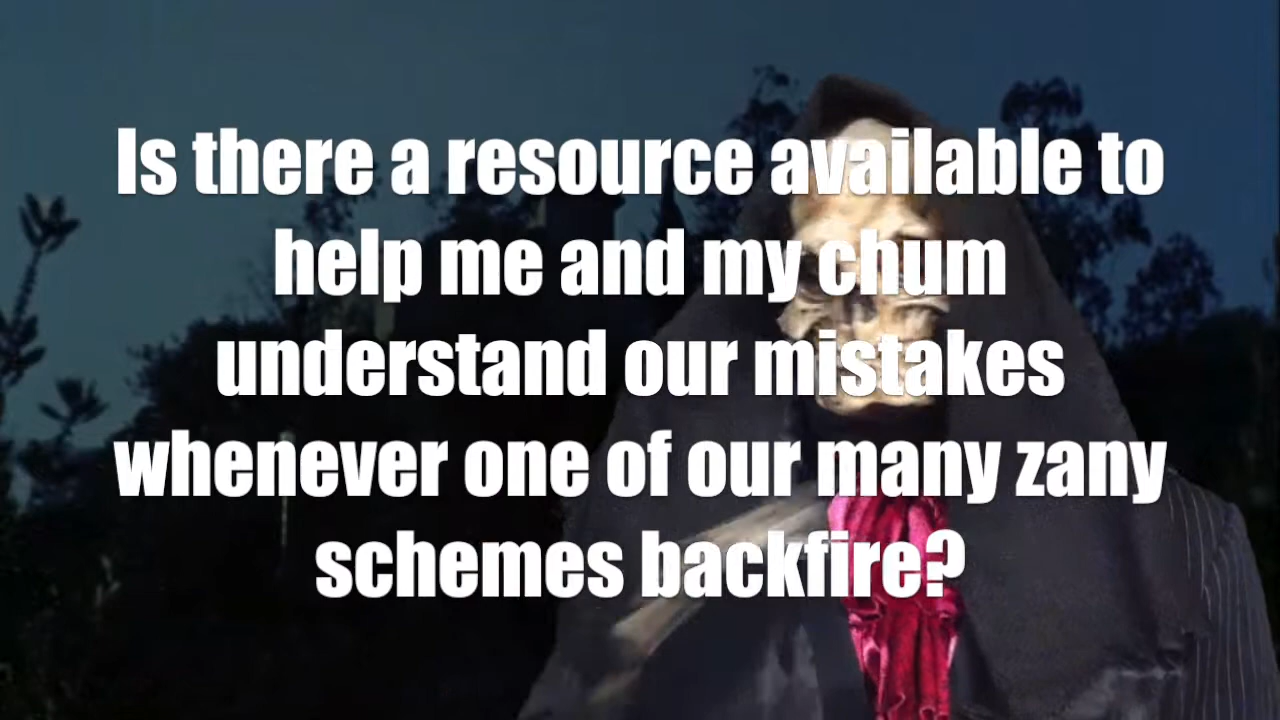 Is there a resource available to
help me and my chum
understand our mistakes
whenever one of our many zany
schemes backfire?